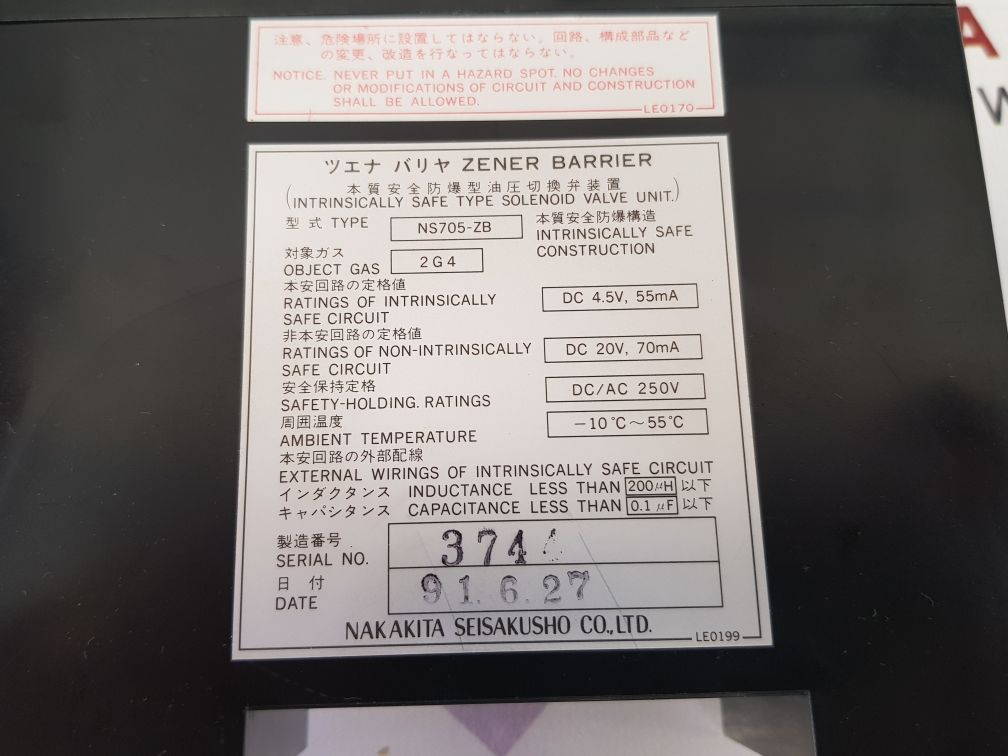 注意、危険場所に設置してはならない。回路、構成部品など
の変更、改造を行なってはならない。
NOTICE. NEVER PUT IN A HAZARD SPOT. NO CHANGES
OR MODIFICATIONS OF CIRCUIT AND CONSTRUCTION
SHALL BE ALLOWED.
LE0170
ツエナ バリヤ ZENER BARRIER
(本質安全防爆型油圧切換弁装置
INTRINSICALLY SAFE TYPE SOLENOID VALVE UNIT.)
型式 TYPE NS705-ZB 本質安全防爆構造
INTRINSICALLY SAFE
CONSTRUCTION
対象ガス
OBJECT GAS 2G4
本安回路の定格値
RATINGS OF INTRINSICALLY DC 4.5V, 55mA
SAFE CIRCUIT
非本安回路の定格値
RATINGS OF NON-INTRINSICALLY DC 20V, 70mA
SAFE CIRCUIT
安全保持定格
SAFETY-HOLDING. RATINGS DC/AC 250V
周囲温度
AMBIENT TEMPERATURE −10℃～55℃
本安回路の外部配線
EXTERNAL WIRINGS OF INTRINSICALLY SAFE CIRCUIT
インダクタンス INDUCTANCE LESS THAN 200μH 以下
キャパシタンス CAPACITANCE LESS THAN 0.1μF 以下
製造番号
SERIAL NO.
日付
DATE 91.6.27
NAKAKITA SEISAKUSHO CO.,LTD.
LE0199
A
W